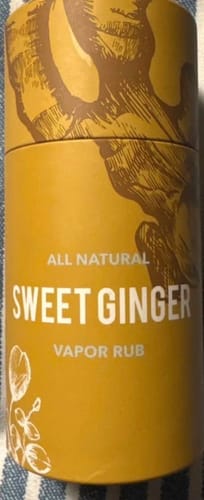 ALL NATURAL
SWEET GINGER
VAPOR RUB